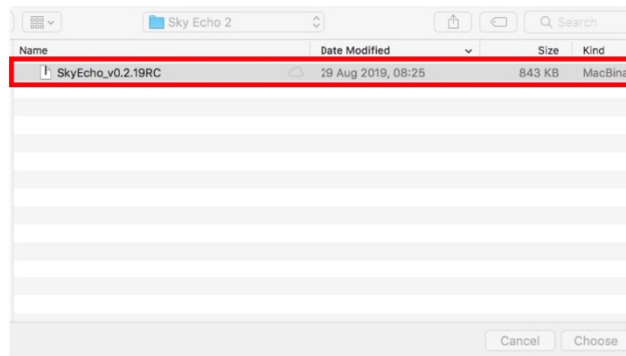 Sky Echo 2 Search
Name Date Modified Size Kind
SkyEcho_v0.2.19RC 29 Aug 2019, 08:25 843 KB MacBina
Cancel Choose